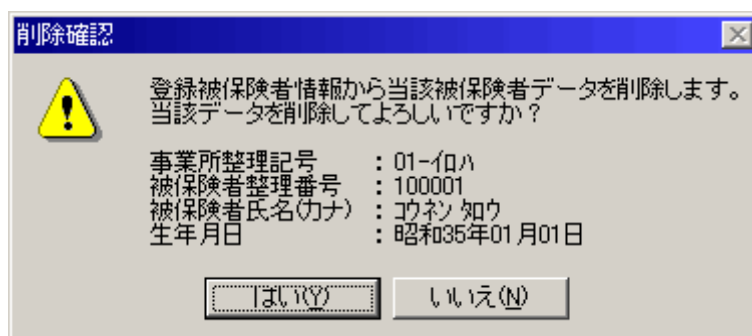 削除確認
登録被保険者情報から当該被保険者データを削除します。
当該データを削除してよろしいですか？
事業所整理記号　：01-ｲﾛﾊ
被保険者整理番号　：100001
被保険者氏名(カナ)　：ｺｳﾈﾝ ﾀﾛｳ
生年月日　：昭和35年01月01日
はい(Y)　いいえ(N)